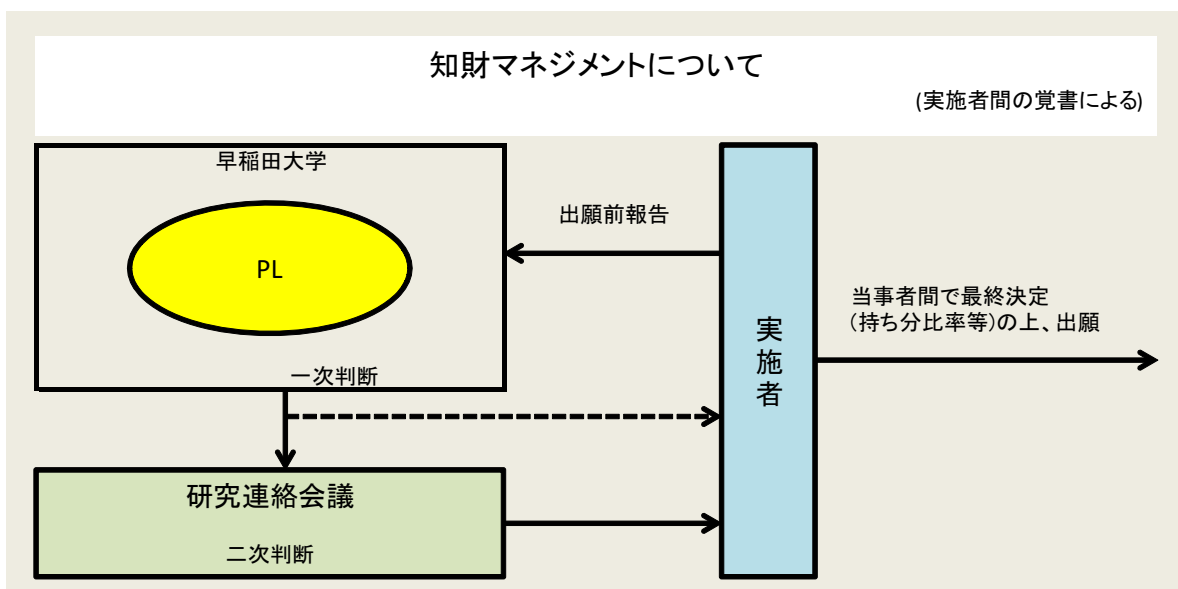 知財マネジメントについて
(実施者間の覚書による)
早稲田大学
PL
一次判断
出願前報告
実施者
当事者間で最終決定
(持ち分比率等)の上、出願
研究連絡会議
二次判断